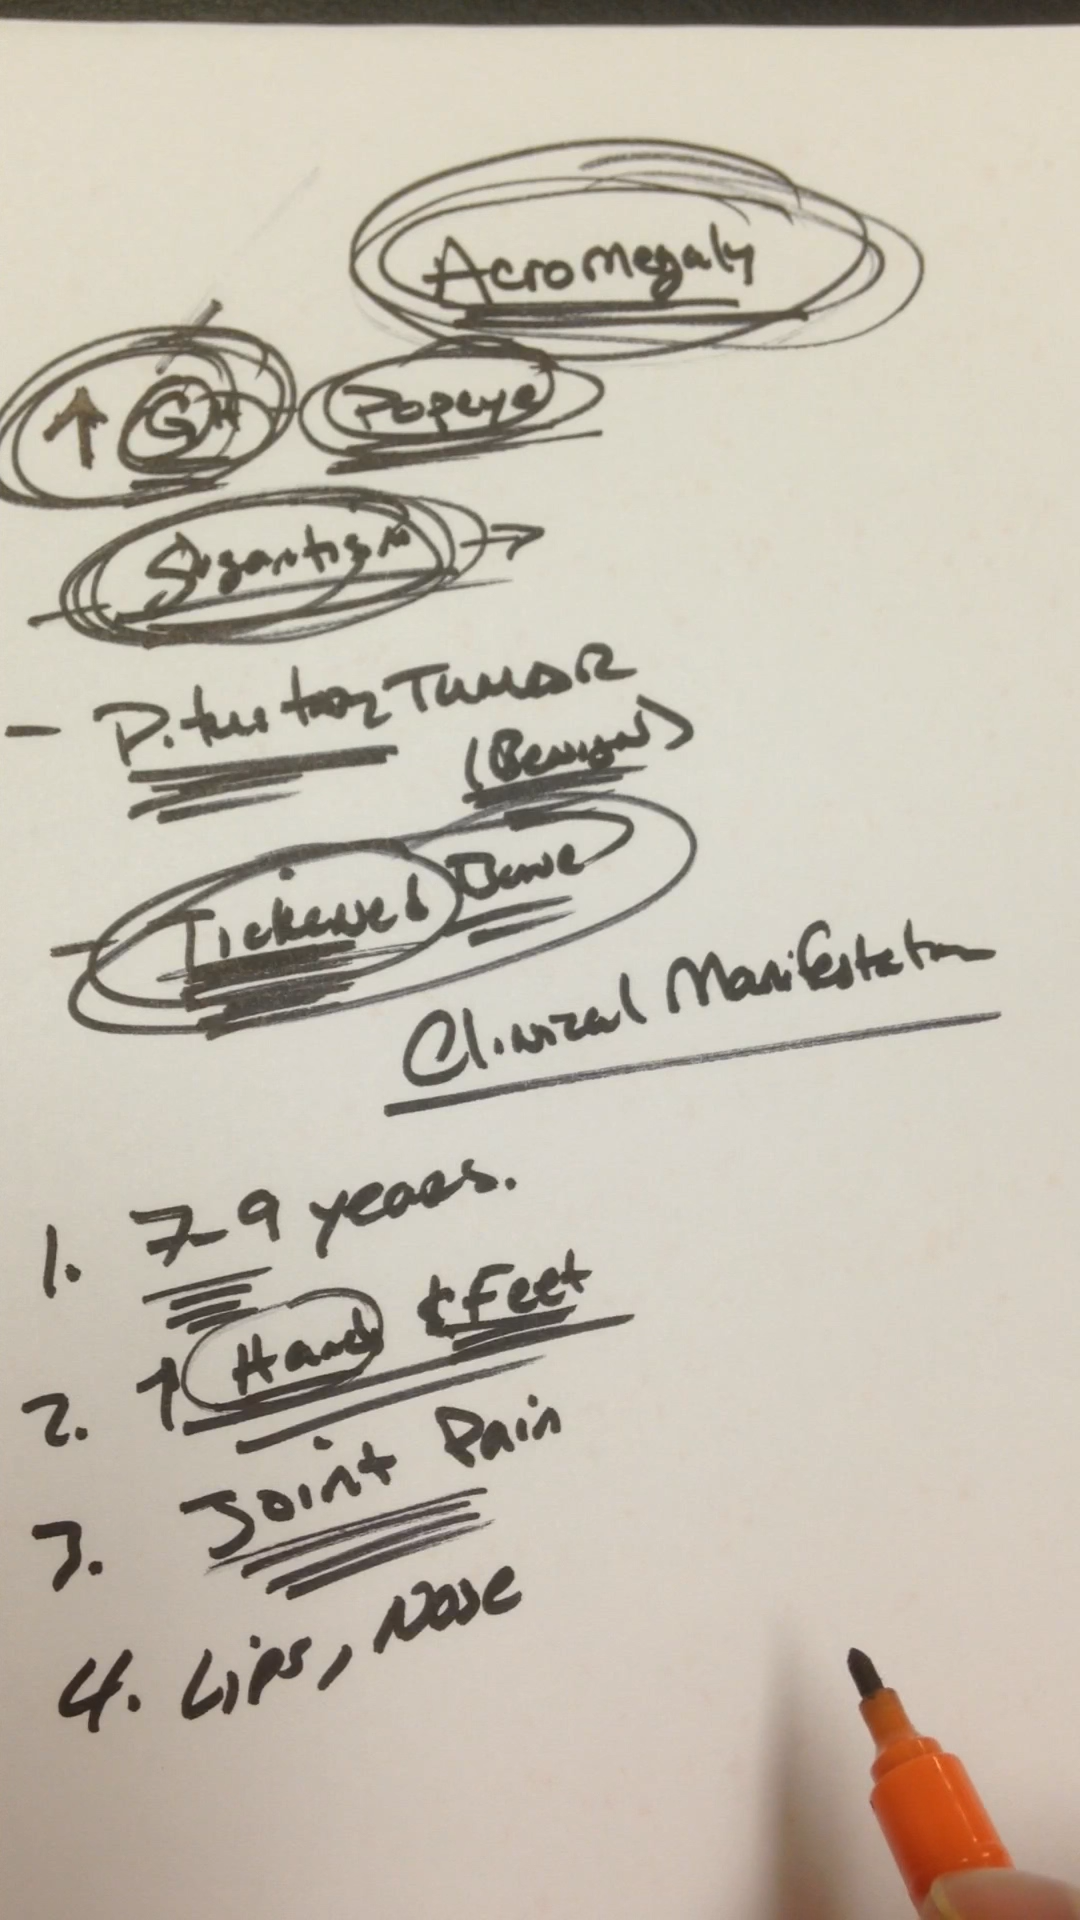 Acromegaly
↑ GH - Popeye
Gigantism →
- Pituitary Tumor
(Benign)
- Tickened Bone
Clinical Manifestation
1. 7-9 years.
2. ↑ Hands & Feet
3. Joint Pain
4. Lips, Nose